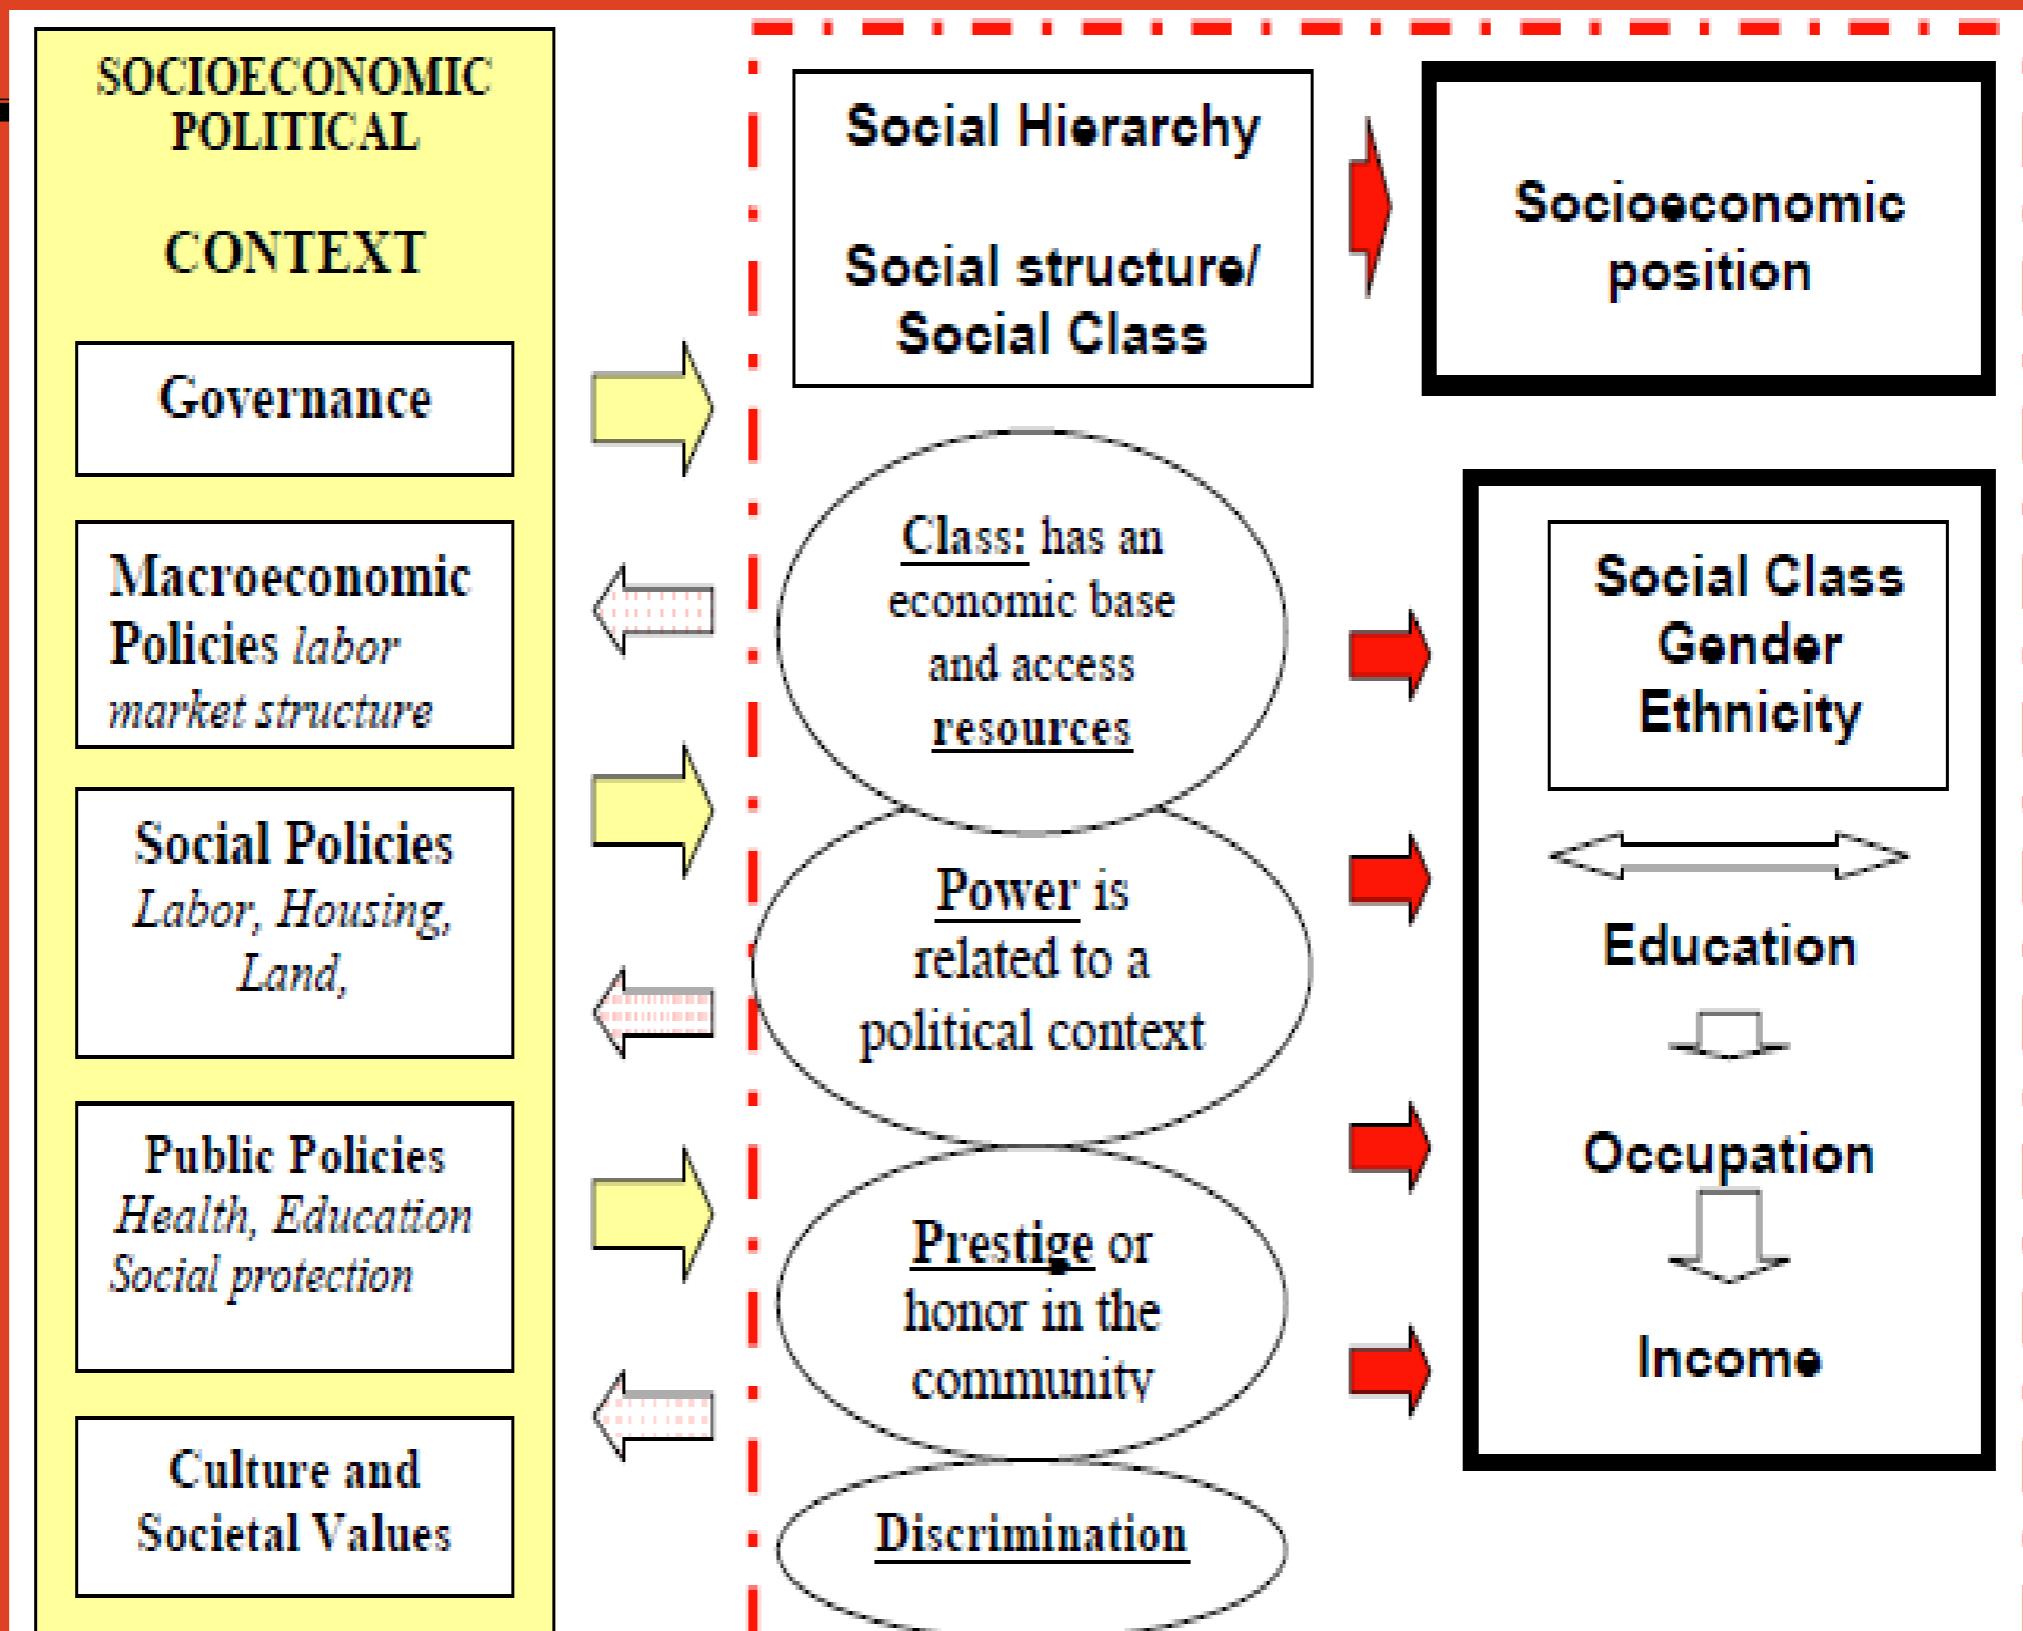 SOCIOECONOMIC
POLITICAL
CONTEXT
Governance
Macroeconomic
Policies labor
market structure
Social Policies
Labor, Housing,
Land,
Public Policies
Health, Education
Social protection
Culture and
Societal Values
Social Hierarchy
Social structure/
Social Class
Class: has an
economic base
and access
resources
Power is
related to a
political context
Prestige or
honor in the
community
Discrimination
Socioeconomic
position
Social Class
Gender
Ethnicity
Education
Occupation
Income